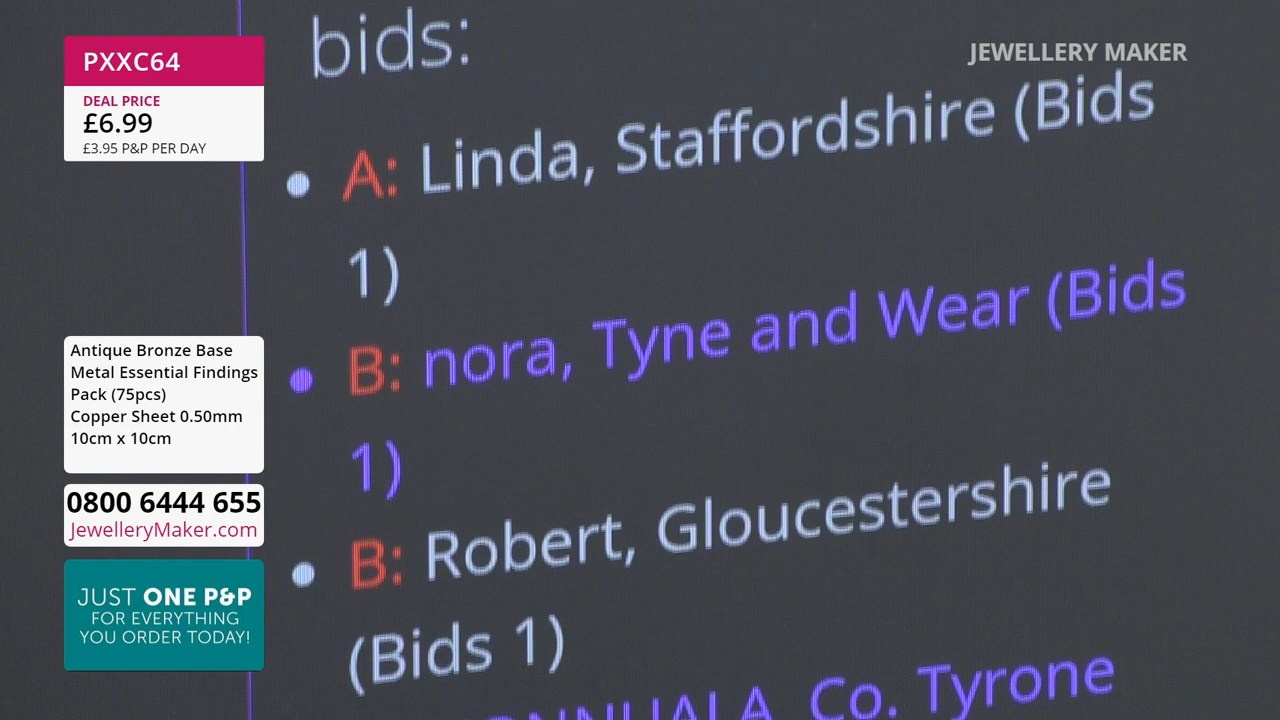 PXXC64
DEAL PRICE
£6.99
£3.95 P&P PER DAY
Antique Bronze Base
Metal Essential Findings
Pack (75pcs)
Copper Sheet 0.50mm
10cm x 10cm
0800 6444 655
JewelleryMaker.com
JUST ONE P&P
FOR EVERYTHING
YOU ORDER TODAY!
JEWELLERY MAKER
bids:
• A: Linda, Staffordshire (Bids
1)
• B: nora, Tyne and Wear (Bids
1)
• B: Robert, Gloucestershire
(Bids 1)
Co. Tyrone